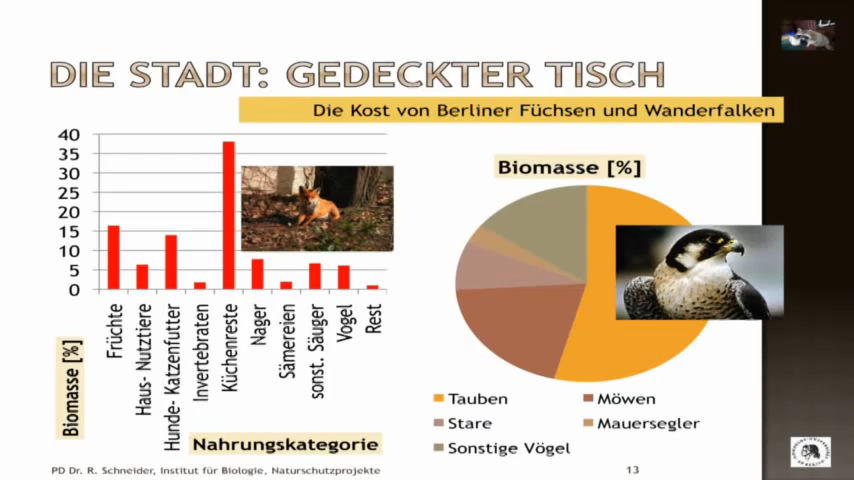 DIE STADT: GEDECKTER TISCH
Die Kost von Berliner Füchsen und Wanderfalken
40
35
30
25
20
15
10
5
0
Früchte
Haus- Nutztiere
Hunde- Katzenfutter
Invertebraten
Küchenreste
Nager
Sämereien
sonst. Säuger
Vogel
Rest
Biomasse [%]
Nahrungskategorie
Biomasse [%]
Tauben
Möwen
Stare
Mauersegler
Sonstige Vögel
PD Dr. R. Schneider, Institut für Biologie, Naturschutzprojekte
13